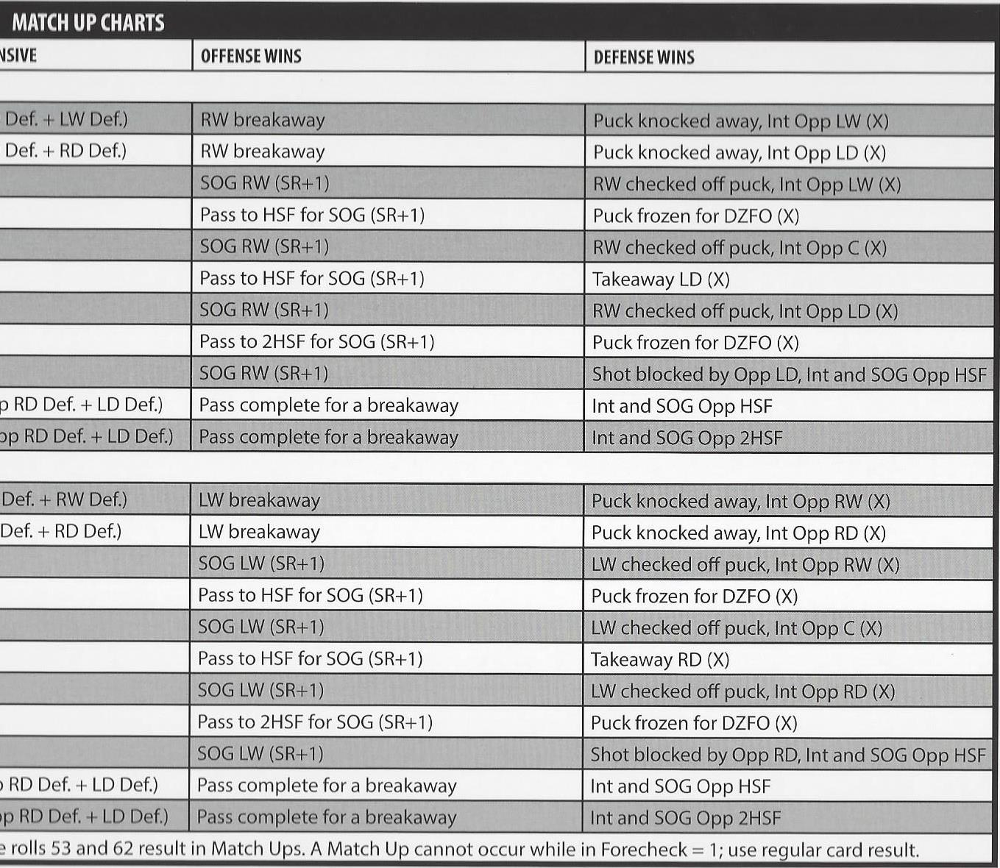 MATCH UP CHARTS
NSIVE OFFENSE WINS DEFENSE WINS
Def. + LW Def.) RW breakaway Puck knocked away, Int Opp LW (X)
Def. + RD Def.) RW breakaway Puck knocked away, Int Opp LD (X)
SOG RW (SR+1) RW checked off puck, Int Opp LW (X)
Pass to HSF for SOG (SR+1) Puck frozen for DZFO (X)
SOG RW (SR+1) RW checked off puck, Int Opp C (X)
Pass to HSF for SOG (SR+1) Takeaway LD (X)
SOG RW (SR+1) RW checked off puck, Int Opp LD (X)
Pass to 2HSF for SOG (SR+1) Puck frozen for DZFO (X)
SOG RW (SR+1) Shot blocked by Opp LD, Int and SOG Opp HSF
p RD Def. + LD Def.) Pass complete for a breakaway Int and SOG Opp HSF
pp RD Def. + LD Def.) Pass complete for a breakaway Int and SOG Opp 2HSF
Def. + RW Def.) LW breakaway Puck knocked away, Int Opp RW (X)
Def. + RD Def.) LW breakaway Puck knocked away, Int Opp RD (X)
SOG LW (SR+1) LW checked off puck, Int Opp RW (X)
Pass to HSF for SOG (SR+1) Puck frozen for DZFO (X)
SOG LW (SR+1) LW checked off puck, Int Opp C (X)
Pass to HSF for SOG (SR+1) Takeaway RD (X)
SOG LW (SR+1) LW checked off puck, Int Opp RD (X)
Pass to 2HSF for SOG (SR+1) Puck frozen for DZFO (X)
SOG LW (SR+1) Shot blocked by Opp RD, Int and SOG Opp HSF
p RD Def. + LD Def.) Pass complete for a breakaway Int and SOG Opp HSF
pp RD Def. + LD Def.) Pass complete for a breakaway Int and SOG Opp 2HSF
e rolls 53 and 62 result in Match Ups. A Match Up cannot occur while in Forecheck = 1; use regular card result.